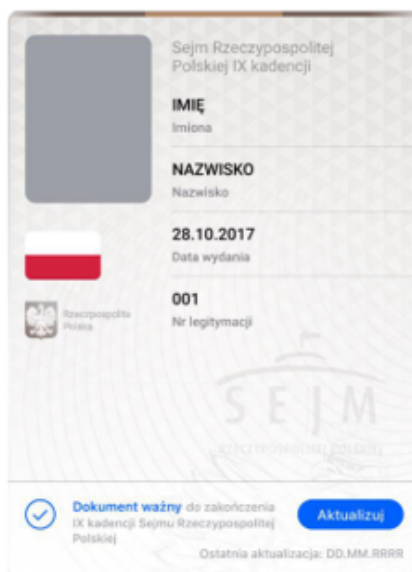 Sejm Rzeczypospolitej
Polskiej IX kadencji
IMIĘ
Imiona
NAZWISKO
Nazwisko
28.10.2017
Data wydania
001
Nr legitymacji
Rzeczpospolita
Polska
SEJM
RZECZYPOSPOLITEJ POLSKIEJ
Dokument ważny do zakończenia
IX kadencji Sejmu Rzeczypospolitej
Polskiej
Aktualizuj
Ostatnia aktualizacja: DD.MM.RRRR